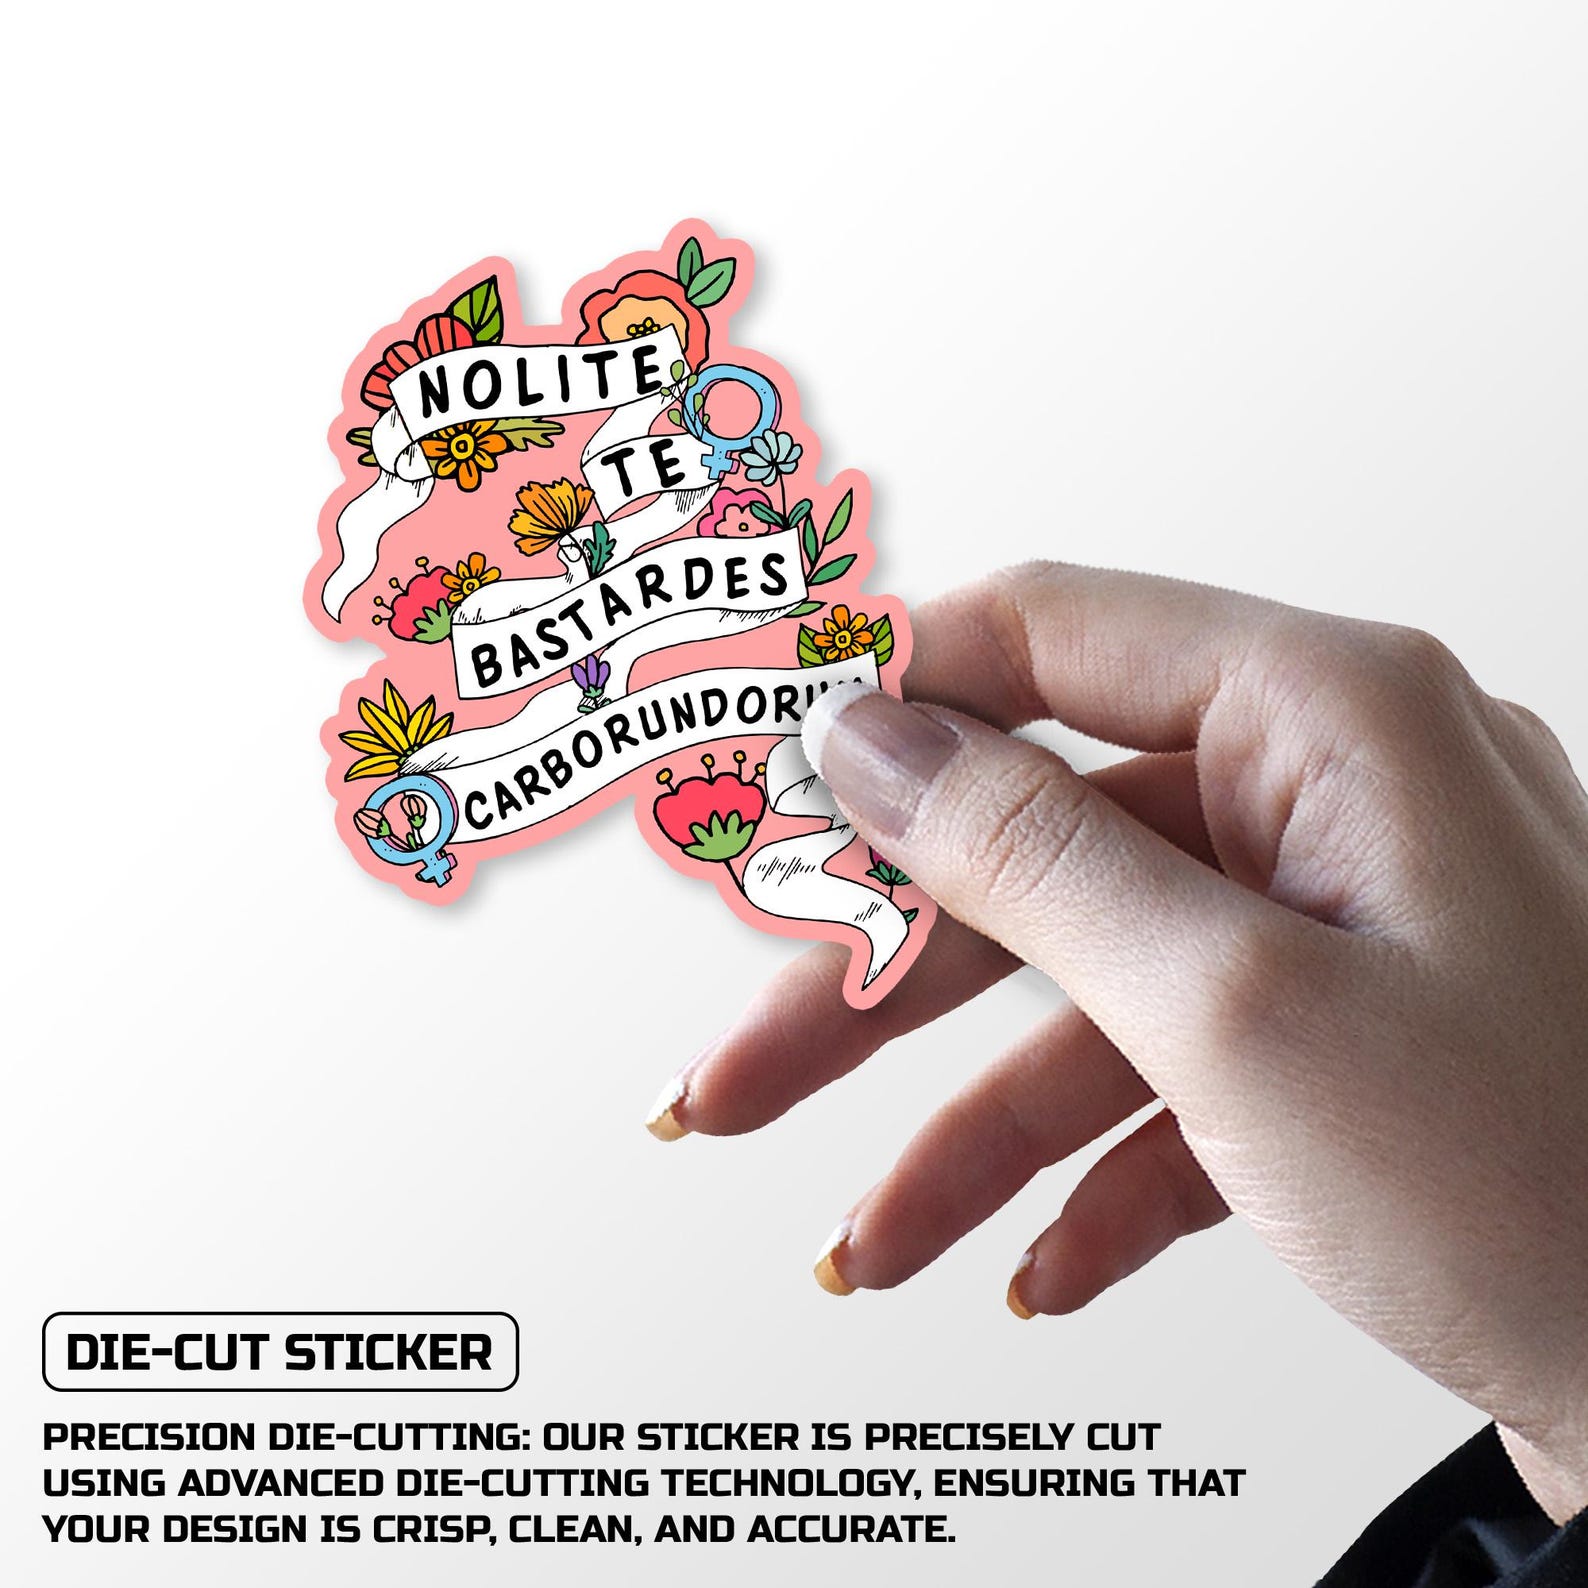 NOLITE
TE
BASTARDES
CARBORUNDORUM
DIE-CUT STICKER
PRECISION DIE-CUTTING: OUR STICKER IS PRECISELY CUT
USING ADVANCED DIE-CUTTING TECHNOLOGY, ENSURING THAT
YOUR DESIGN IS CRISP, CLEAN, AND ACCURATE.